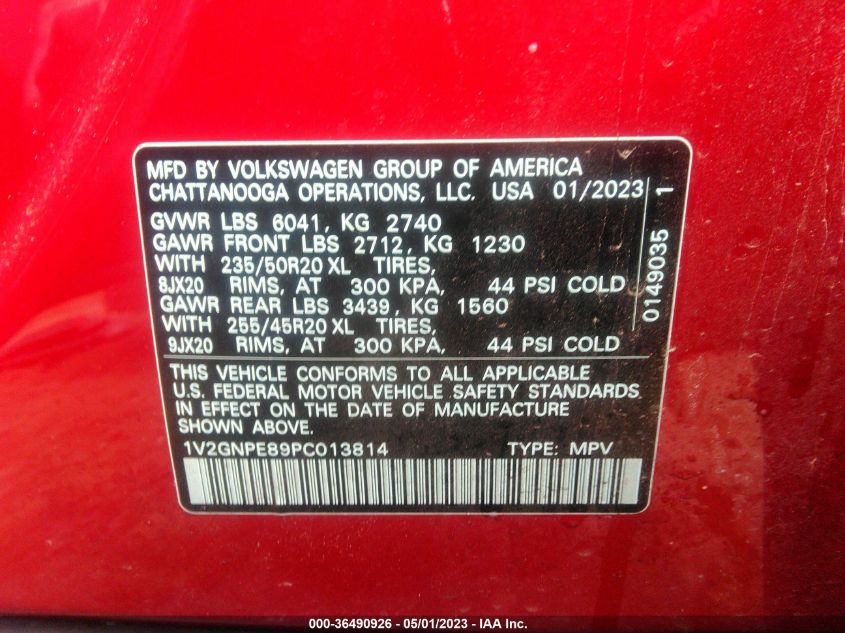 MFD BY VOLKSWAGEN GROUP OF AMERICA
CHATTANOOGA OPERATIONS, LLC. USA 01/2023
GVWR LBS 6041, KG 2740
GAWR FRONT LBS 2712, KG 1230
WITH 235/50R20 XL TIRES,
8JX20 RIMS, AT 300 KPA, 44 PSI COLD
GAWR REAR LBS 3439, KG 1560
WITH 255/45R20 XL TIRES,
9JX20 RIMS, AT 300 KPA, 44 PSI COLD
0149035 1
THIS VEHICLE CONFORMS TO ALL APPLICABLE
U.S. FEDERAL MOTOR VEHICLE SAFETY STANDARDS
IN EFFECT ON THE DATE OF MANUFACTURE
SHOWN ABOVE.
1V2GNPE89PC013814 TYPE: MPV
000-36490926 - 05/01/2023 - IAA Inc.